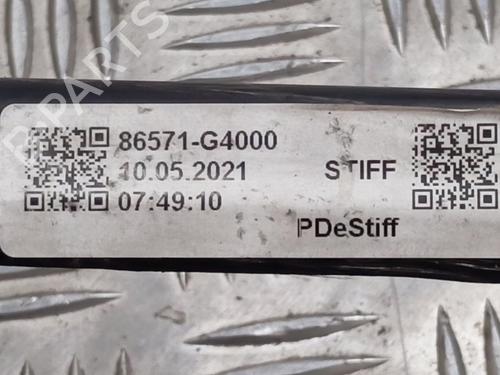 86571-G4000
10.05.2021 STIFF
07:49:10
PDeStiff
B-PARTS